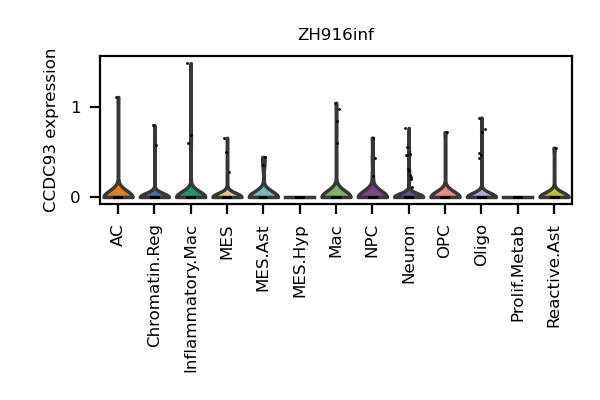 ZH916inf
CCDC93 expression
1
0
AC
Chromatin.Reg
Inflammatory.Mac
MES
MES.Ast
MES.Hyp
Mac
NPC
Neuron
OPC
Oligo
Prolif.Metab
Reactive.Ast